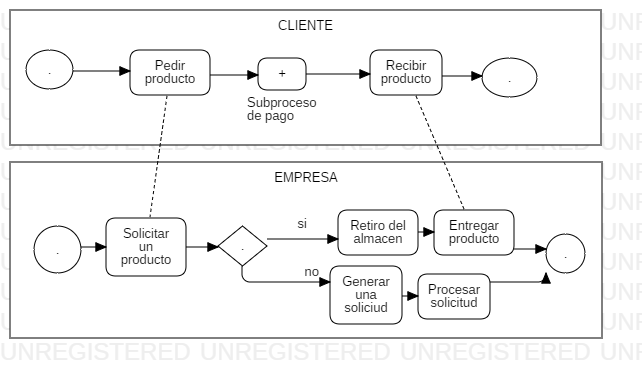 CLIENTE
.
Pedir
producto
+
Recibir
producto
.
Subproceso
de pago
EMPRESA
.
Solicitar
un
producto
.
si
no
Retiro del
almacen
Entregar
producto
Generar
una
soliciud
Procesar
solicitud
.
UNREGISTERED UNREGISTERED UNREGISTERED UNR